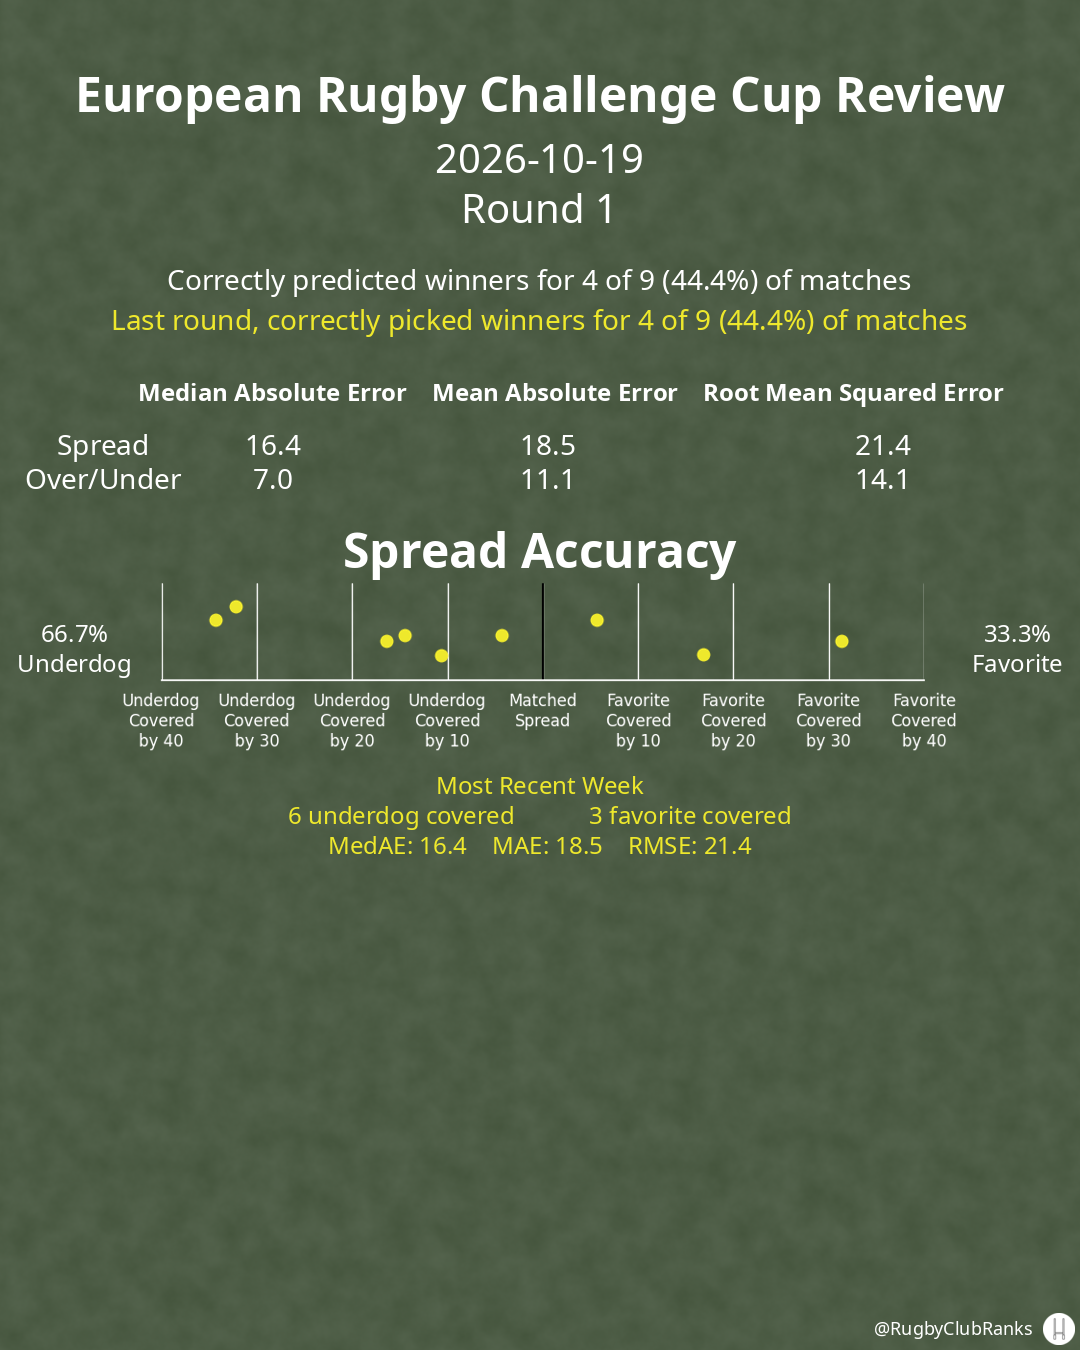 European Rugby Challenge Cup Review
2026-10-19
Round 1
Correctly predicted winners for 4 of 9 (44.4%) of matches
Last round, correctly picked winners for 4 of 9 (44.4%) of matches
Median Absolute Error Mean Absolute Error Root Mean Squared Error
Spread 16.4 18.5 21.4
Over/Under 7.0 11.1 14.1
Spread Accuracy
66.7%
Underdog
33.3%
Favorite
Underdog Underdog Underdog Underdog Matched Favorite Favorite Favorite Favorite
Covered Covered Covered Covered Spread Covered Covered Covered Covered
by 40 by 30 by 20 by 10 by 10 by 20 by 30 by 40
Most Recent Week
6 underdog covered 3 favorite covered
MedAE: 16.4 MAE: 18.5 RMSE: 21.4
@RugbyClubRanks